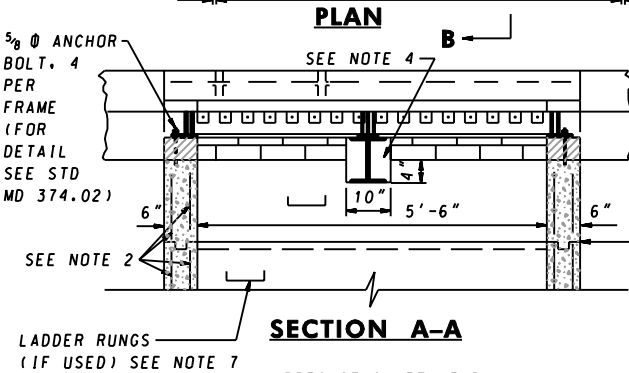 PLAN
B
5/8 Ø ANCHOR
BOLT, 4
PER
FRAME
(FOR
DETAIL
SEE STD
MD 374.02)
SEE NOTE 4
4"
10"
6"
5'-6"
6"
SEE NOTE 2
SECTION A-A
LADDER RUNGS
(IF USED) SEE NOTE 7